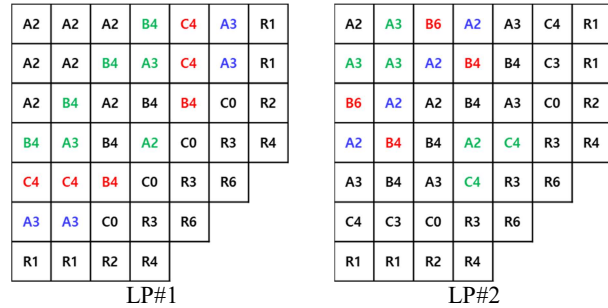 A2 A2 A2 B4 C4 A3 R1
A2 A2 B4 A3 C4 A3 R1
A2 B4 A2 B4 B4 C0 R2
B4 A3 B4 A2 C0 R3 R4
C4 C4 B4 C0 R3 R6
A3 A3 C0 R3 R6
R1 R1 R2 R4
LP#1
A2 A3 B6 A2 A3 C4 R1
A3 A3 A2 B4 B4 C3 R1
B6 A2 A2 B4 A3 C0 R2
A2 B4 B4 A2 C4 R3 R4
A3 B4 A3 C4 R3 R6
C4 C3 C0 R3 R6
R1 R1 R2 R4
LP#2